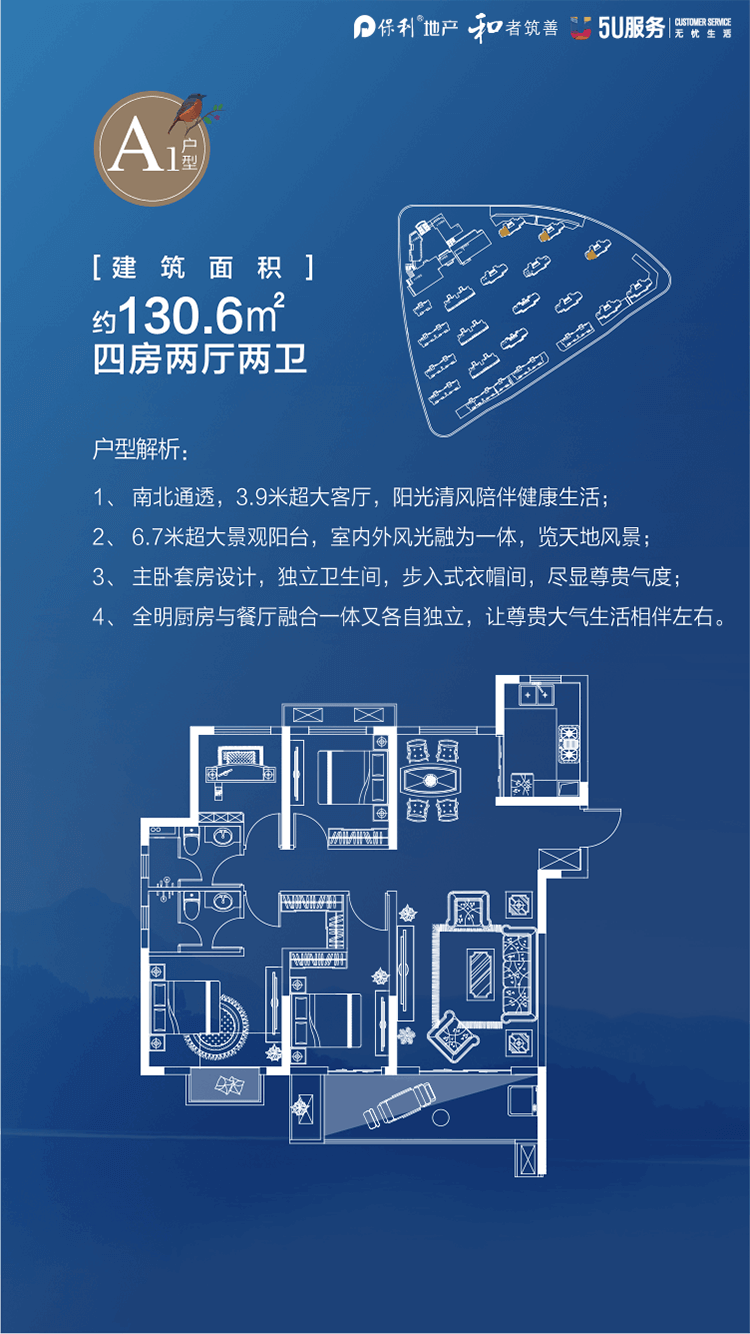 保利®地产 和者筑善 5U服务 CUSTOMER SERVICE
无忧生活
A1户型
[建筑面积]
约130.6㎡
四房两厅两卫
户型解析：
1、 南北通透，3.9米超大客厅，阳光清风陪伴健康生活；
2、 6.7米超大景观阳台，室内外风光融为一体，览天地风景；
3、 主卧套房设计，独立卫生间，步入式衣帽间，尽显尊贵气度；
4、 全明厨房与餐厅融合一体又各自独立，让尊贵大气生活相伴左右。